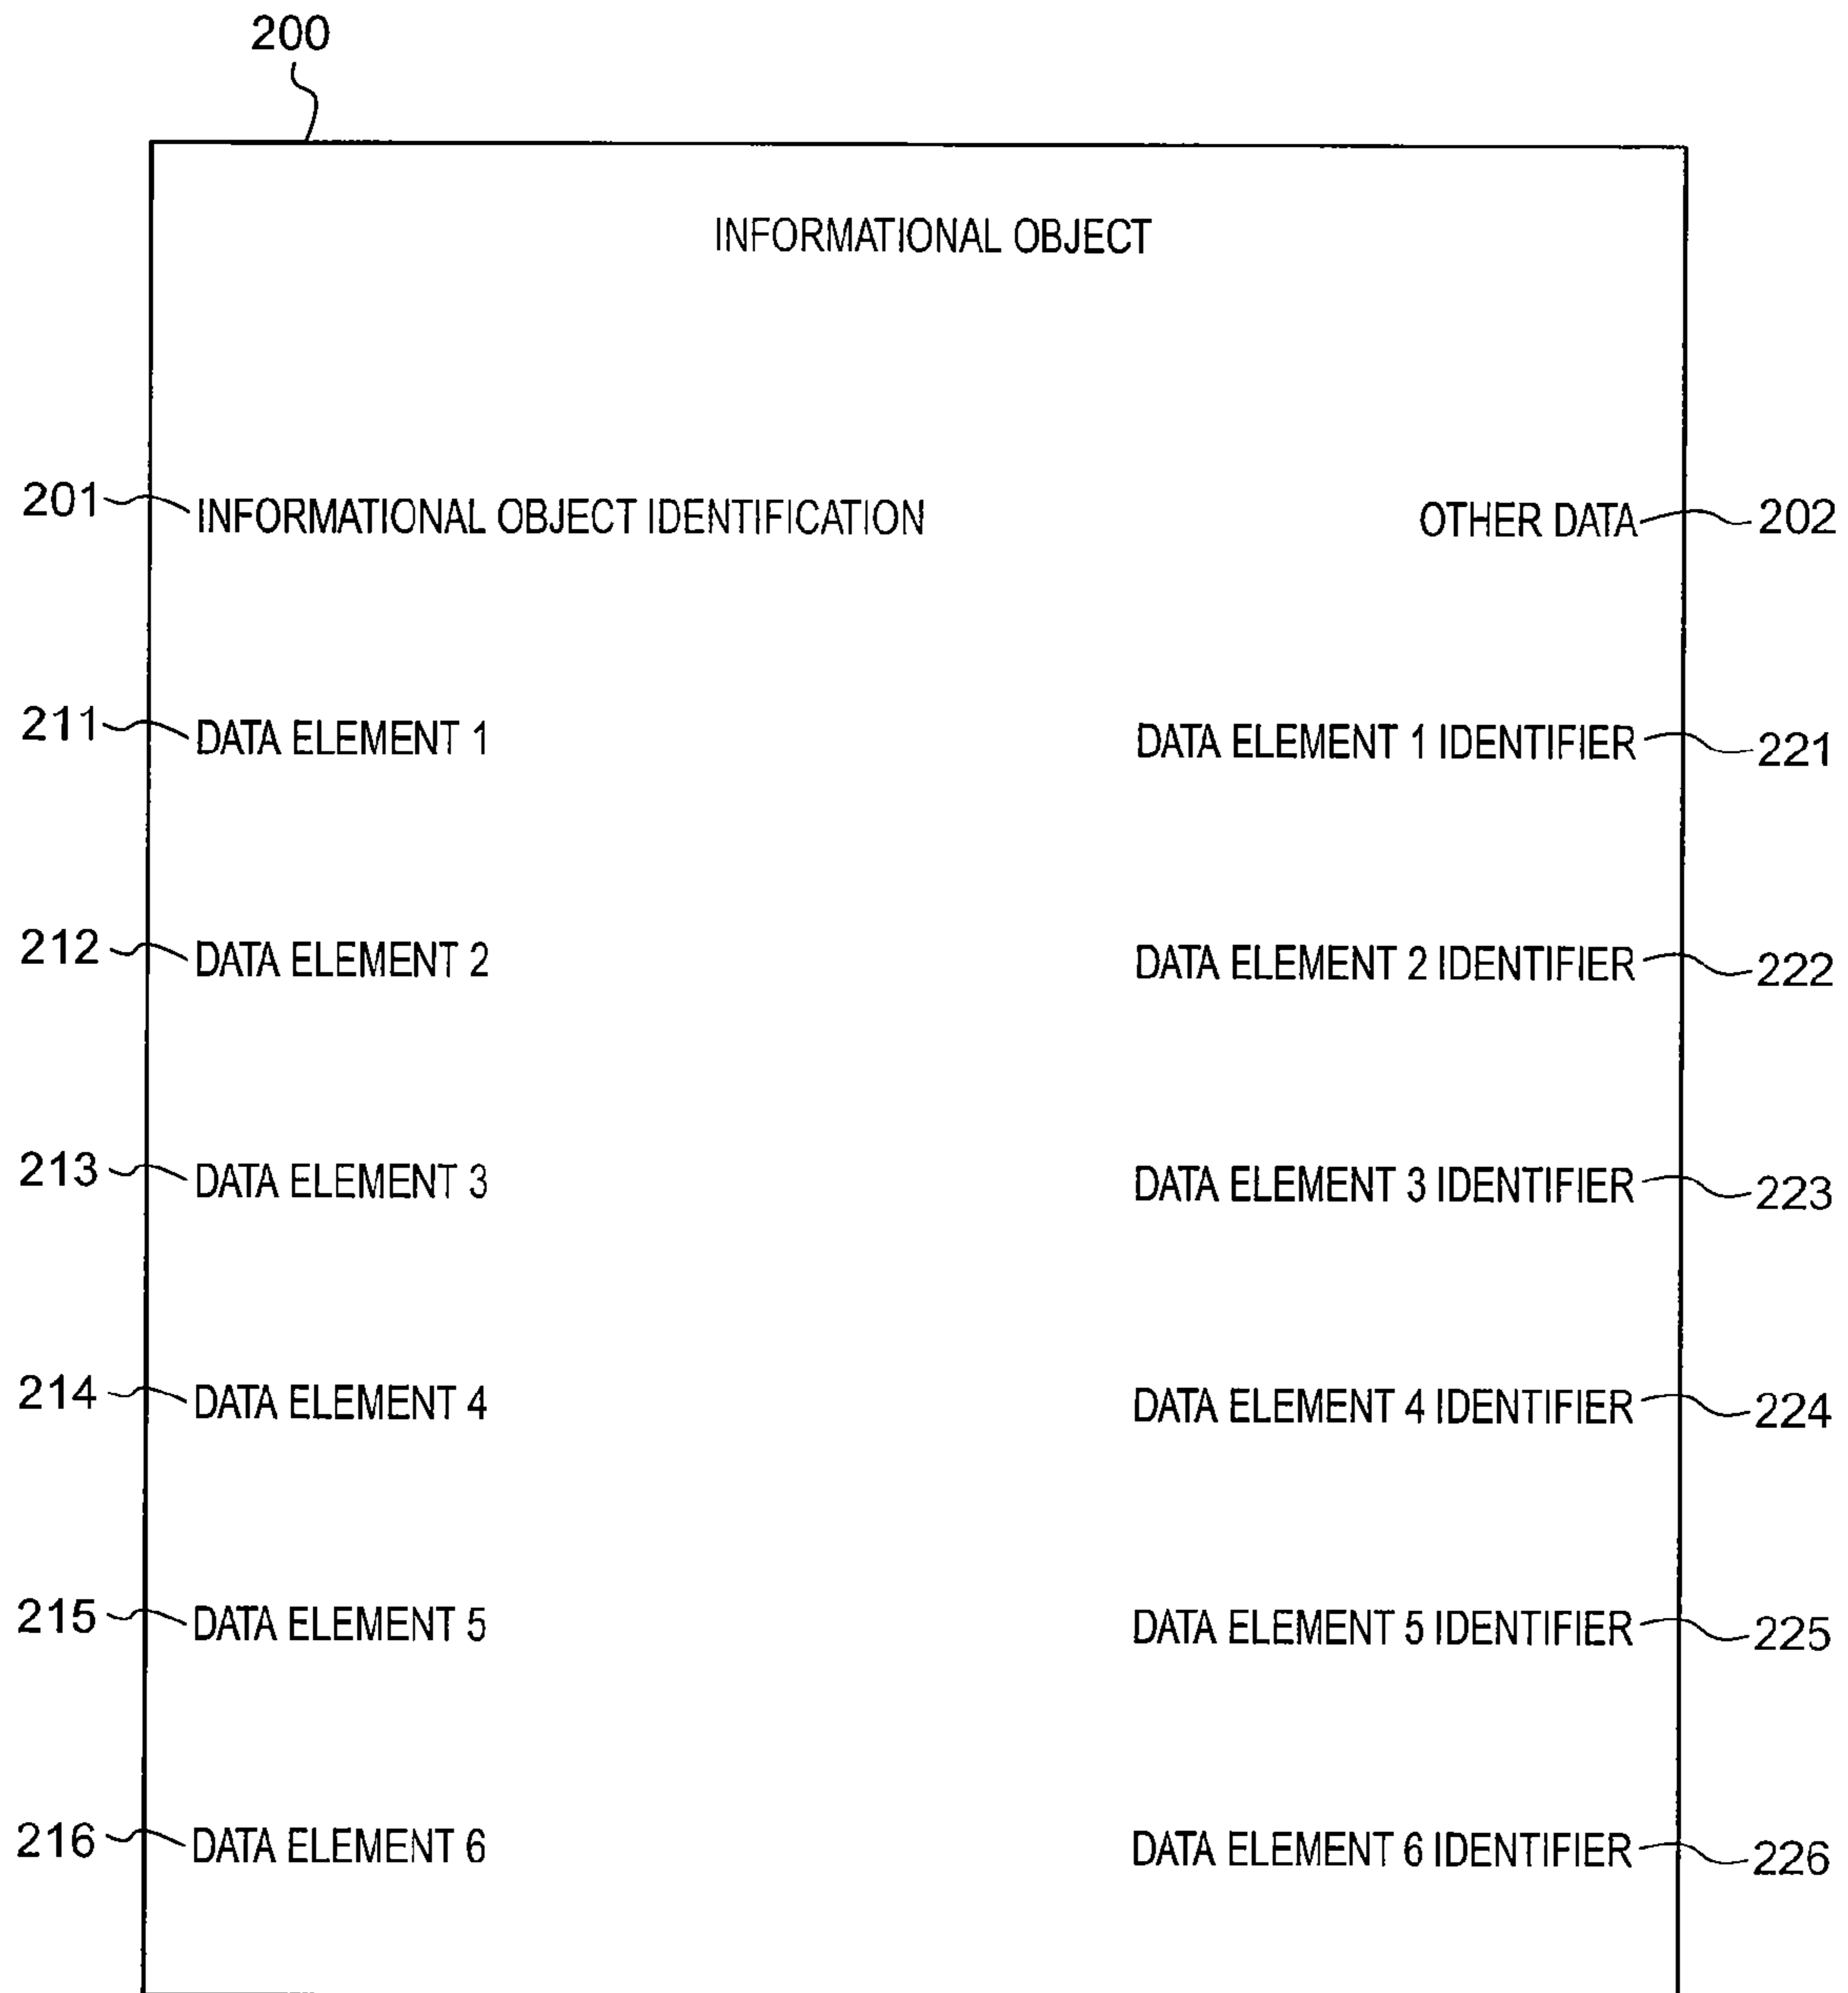 200
INFORMATIONAL OBJECT
201 INFORMATIONAL OBJECT IDENTIFICATION OTHER DATA 202
211 DATA ELEMENT 1 DATA ELEMENT 1 IDENTIFIER 221
212 DATA ELEMENT 2 DATA ELEMENT 2 IDENTIFIER 222
213 DATA ELEMENT 3 DATA ELEMENT 3 IDENTIFIER 223
214 DATA ELEMENT 4 DATA ELEMENT 4 IDENTIFIER 224
215 DATA ELEMENT 5 DATA ELEMENT 5 IDENTIFIER 225
216 DATA ELEMENT 6 DATA ELEMENT 6 IDENTIFIER 226